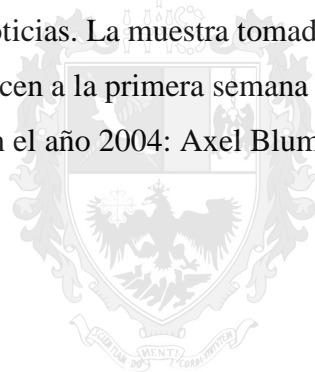 oticias. La muestra tomad
cen a la primera semana
n el año 2004: Axel Blum